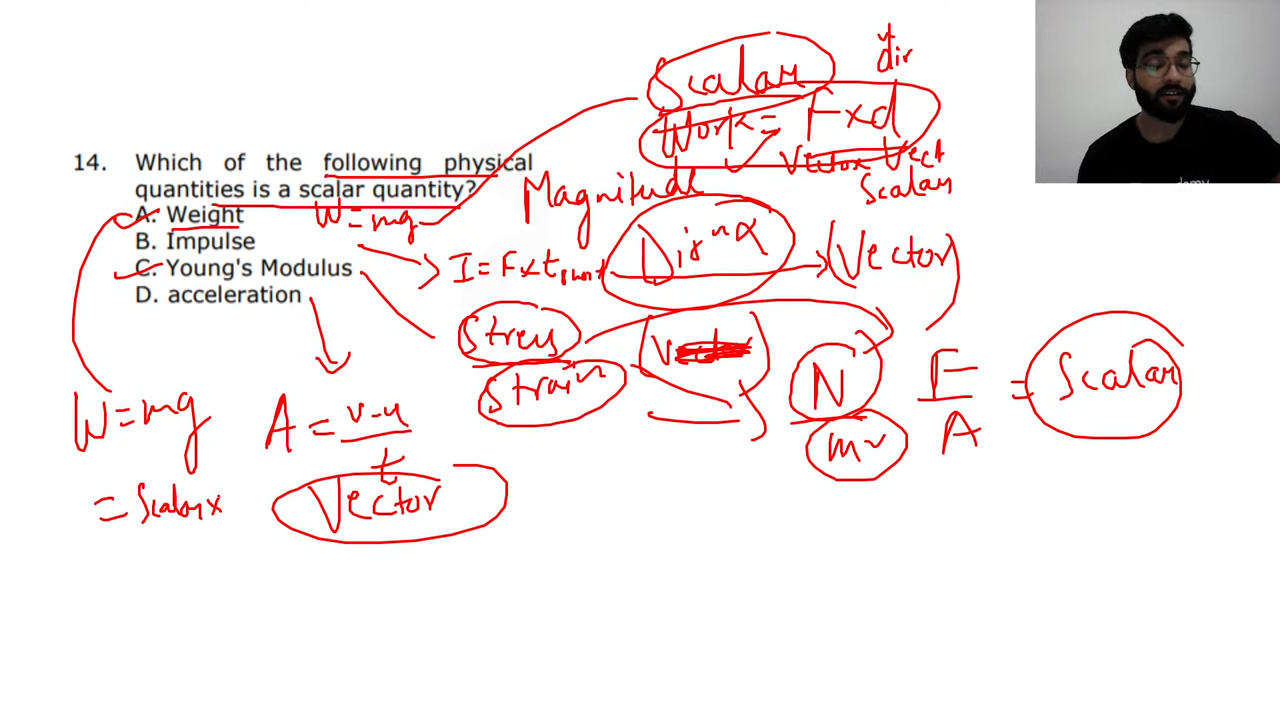 Scalar
dir
Work = F x d
Vector Vect
Scalar
14. Which of the following physical
quantities is a scalar quantity?
A. Weight
B. Impulse
C. Young's Modulus
D. acceleration
W = mg
Magnitude
I = F x t short
Dirⁿ α
(Vector)
Stress
Strain
N
F
A
= Scalar
W = mg
= Scalar x
A = v-u
t
Vector